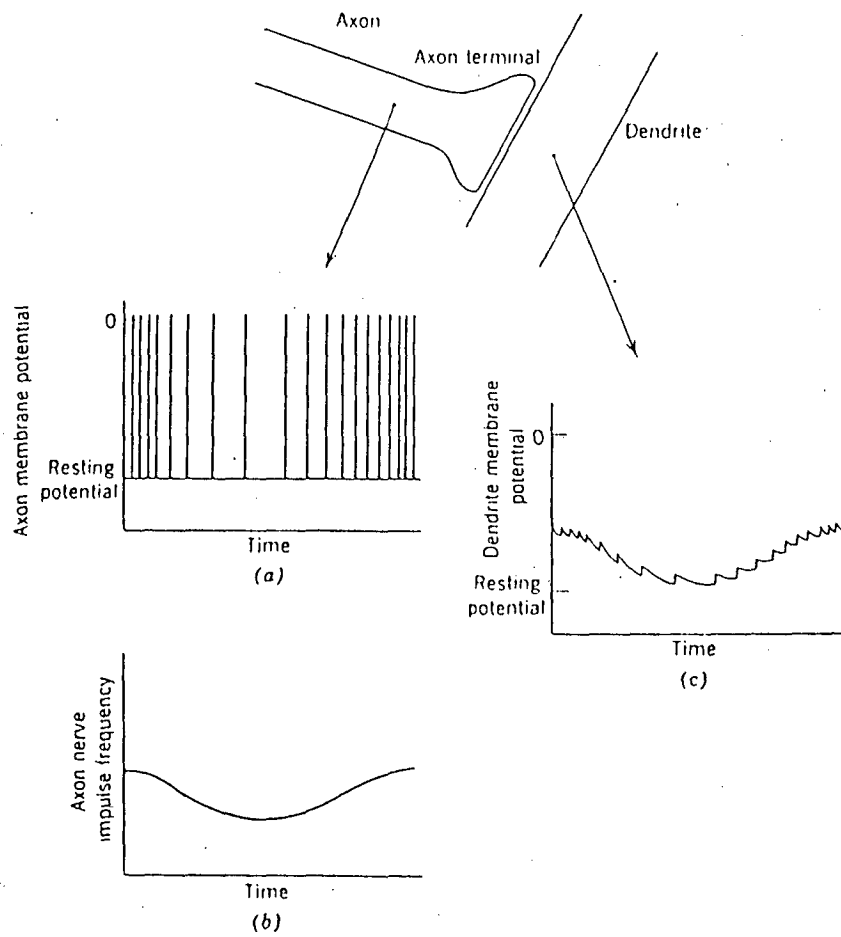 Axon
Axon terminal
Dendrite
Axon membrane potential
0
Resting
potential
Time
(a)
Dendrite membrane
potential
0
Resting
potential
Time
(c)
Axon nerve
impulse frequency
Time
(b)